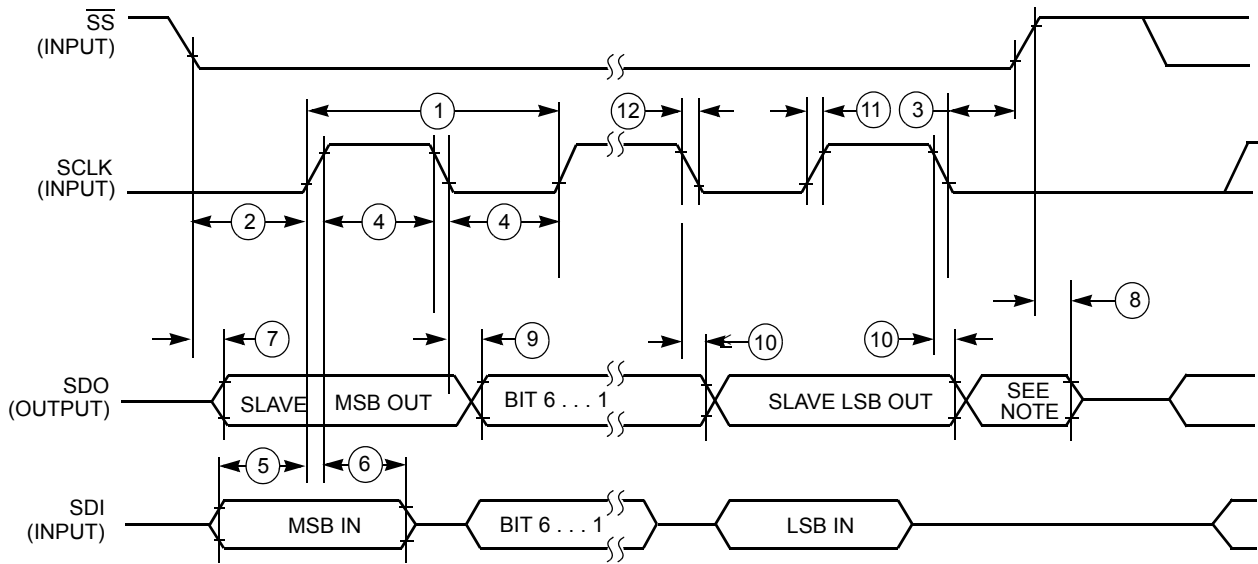 SS
(INPUT)
1
12
11
3
SCLK
(INPUT)
2
4
4
7
9
10
10
8
SDO
(OUTPUT)
SLAVE MSB OUT
BIT 6 . . . 1
SLAVE LSB OUT
SEE
NOTE
5
6
SDI
(INPUT)
MSB IN
BIT 6 . . . 1
LSB IN